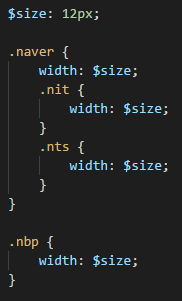 $size: 12px;
.naver {
    width: $size;
    .nit {
        width: $size;
    }
    .nts {
        width: $size;
    }
}
.nbp {
    width: $size;
}